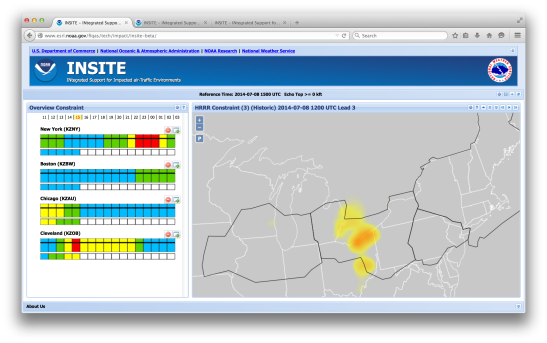 INSITE - INtegrated Suppo...
INSITE - INtegrated Suppo...
INSITE - INtegrated Support fo...
www.esrl.noaa.gov/fiqas/tech/impact/insite-beta/
Search
U.S. Department of Commerce | National Oceanic & Atmospheric Administration | NOAA Research | National Weather Service
INSITE
INtegrated Support for Impacted air-Traffic Environments
Reference Time: 2014-07-08 1500 UTC Echo Top >= 0 kft
Overview Constraint
HRRR Constraint (3) (Historic) 2014-07-08 1200 UTC Lead 3
11 12 13 14 15 16 17 18 19 20 21 22 23 00 01 02 03
New York (KZNY)
Boston (KZBW)
Chicago (KZAU)
Cleveland (KZOB)
+
−
P
About Us